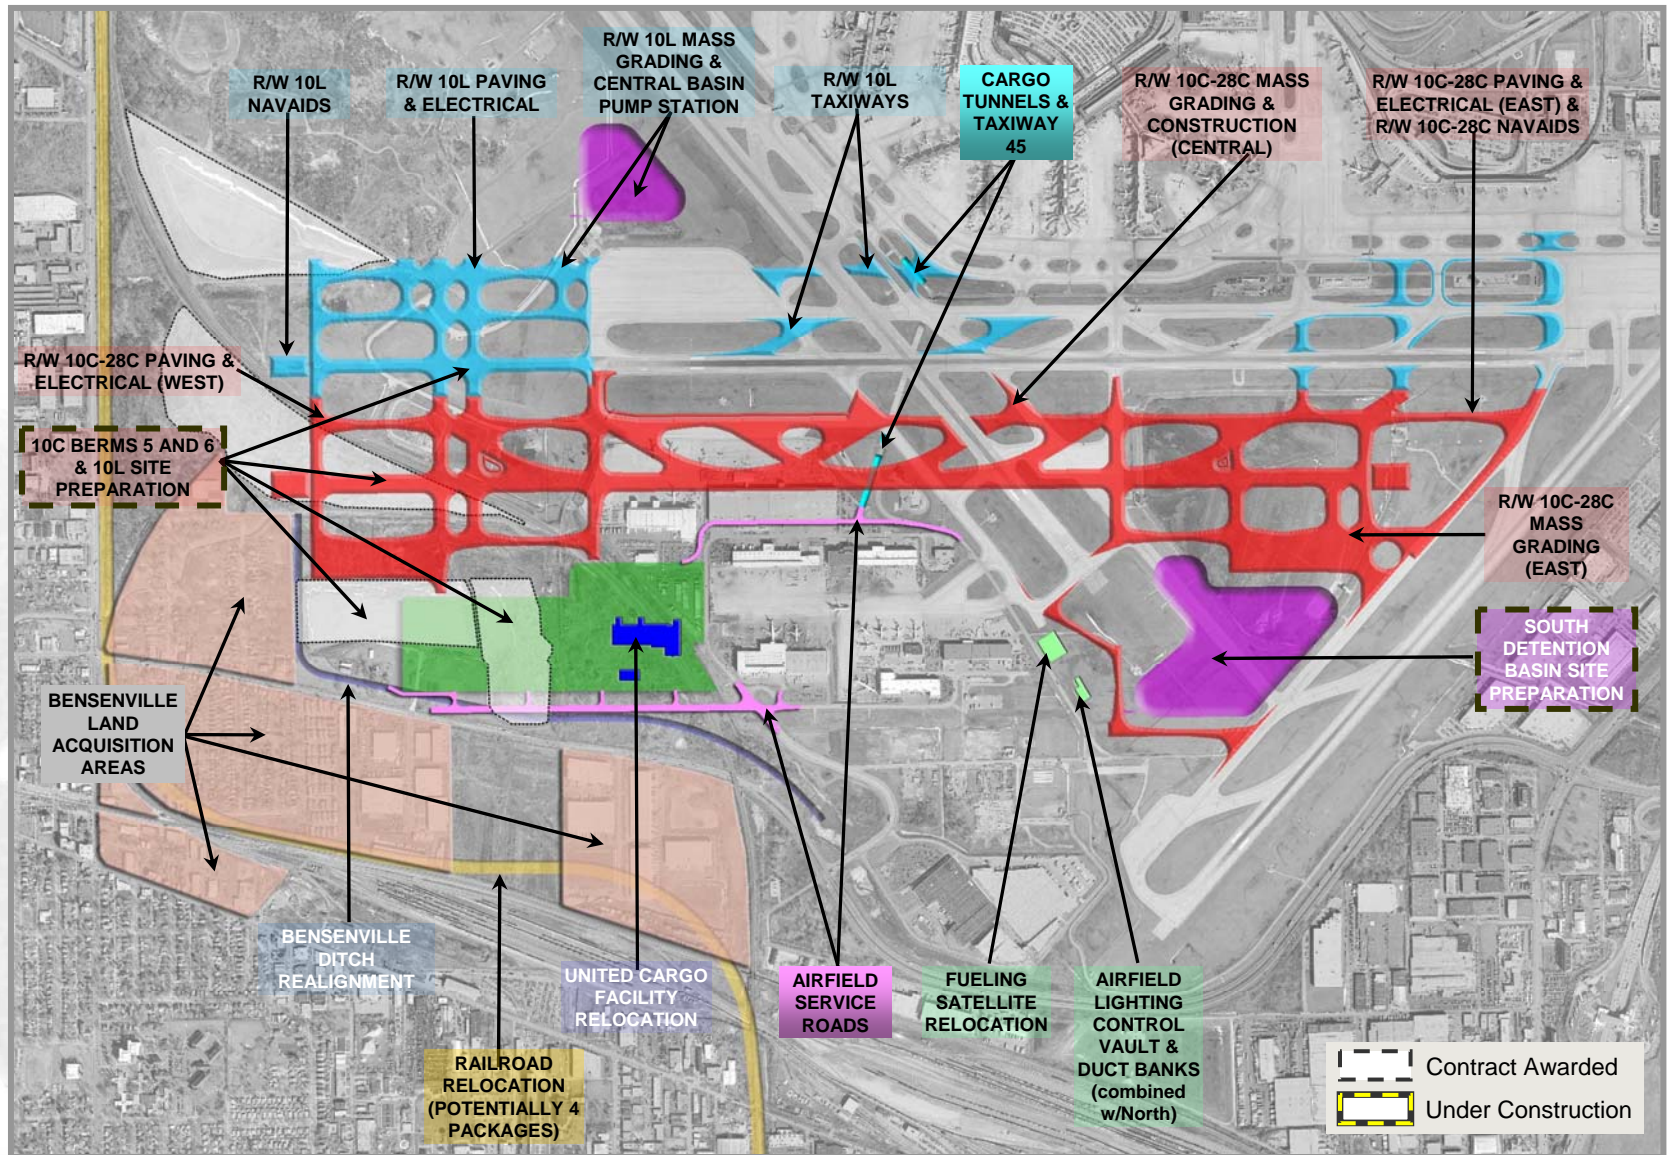 R/W 10L
NAVAIDS
R/W 10L PAVING
& ELECTRICAL
R/W 10L MASS
GRADING &
CENTRAL BASIN
PUMP STATION
R/W 10L
TAXIWAYS
CARGO
TUNNELS &
TAXIWAY
45
R/W 10C-28C MASS
GRADING &
CONSTRUCTION
(CENTRAL)
R/W 10C-28C PAVING &
ELECTRICAL (EAST) &
R/W 10C-28C NAVAIDS
R/W 10C-28C PAVING &
ELECTRICAL (WEST)
10C BERMS 5 AND 6
& 10L SITE
PREPARATION
R/W 10C-28C
MASS
GRADING
(EAST)
SOUTH
DETENTION
BASIN SITE
PREPARATION
BENSENVILLE
LAND
ACQUISITION
AREAS
BENSENVILLE
DITCH
REALIGNMENT
UNITED CARGO
FACILITY
RELOCATION
AIRFIELD
SERVICE
ROADS
FUELING
SATELLITE
RELOCATION
AIRFIELD
LIGHTING
CONTROL
VAULT &
DUCT BANKS
(combined
w/North)
RAILROAD
RELOCATION
(POTENTIALLY 4
PACKAGES)
Contract Awarded
Under Construction